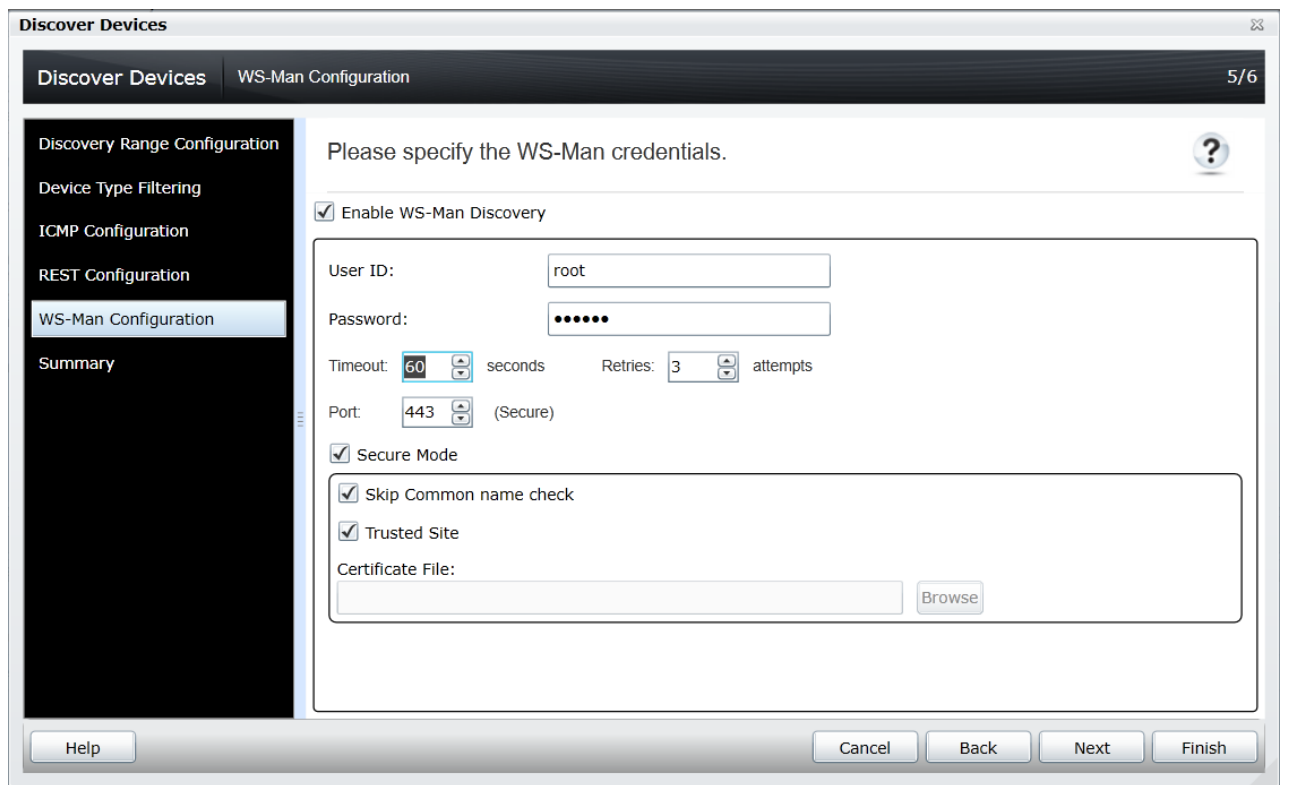 Discover Devices
Discover Devices WS-Man Configuration 5/6
Discovery Range Configuration
Device Type Filtering
ICMP Configuration
REST Configuration
WS-Man Configuration
Summary
Please specify the WS-Man credentials.
?
Enable WS-Man Discovery
User ID: root
Password: ••••••
Timeout: 60 seconds Retries: 3 attempts
Port: 443 (Secure)
Secure Mode
Skip Common name check
Trusted Site
Certificate File:
Browse
Help Cancel Back Next Finish